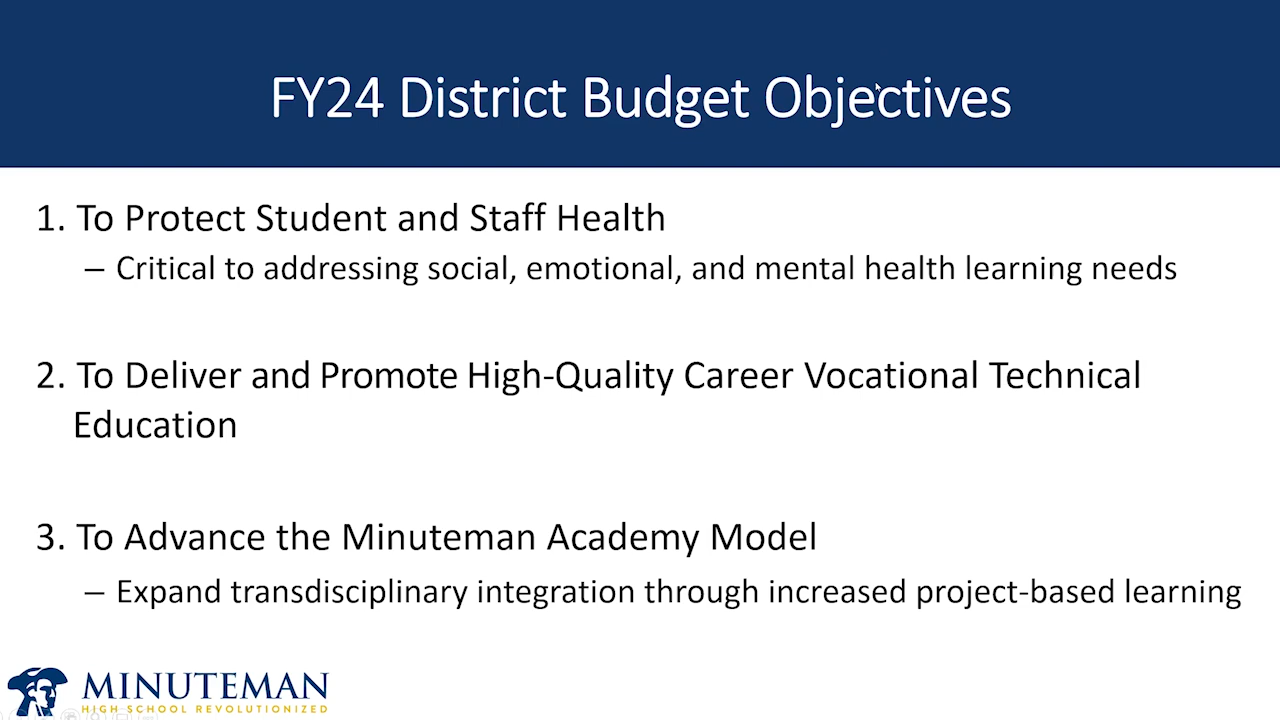 FY24 District Budget Objectives
1. To Protect Student and Staff Health
– Critical to addressing social, emotional, and mental health learning needs
2. To Deliver and Promote High-Quality Career Vocational Technical
Education
3. To Advance the Minuteman Academy Model
– Expand transdisciplinary integration through increased project-based learning
MINUTEMAN
HIGH SCHOOL REVOLUTIONIZED